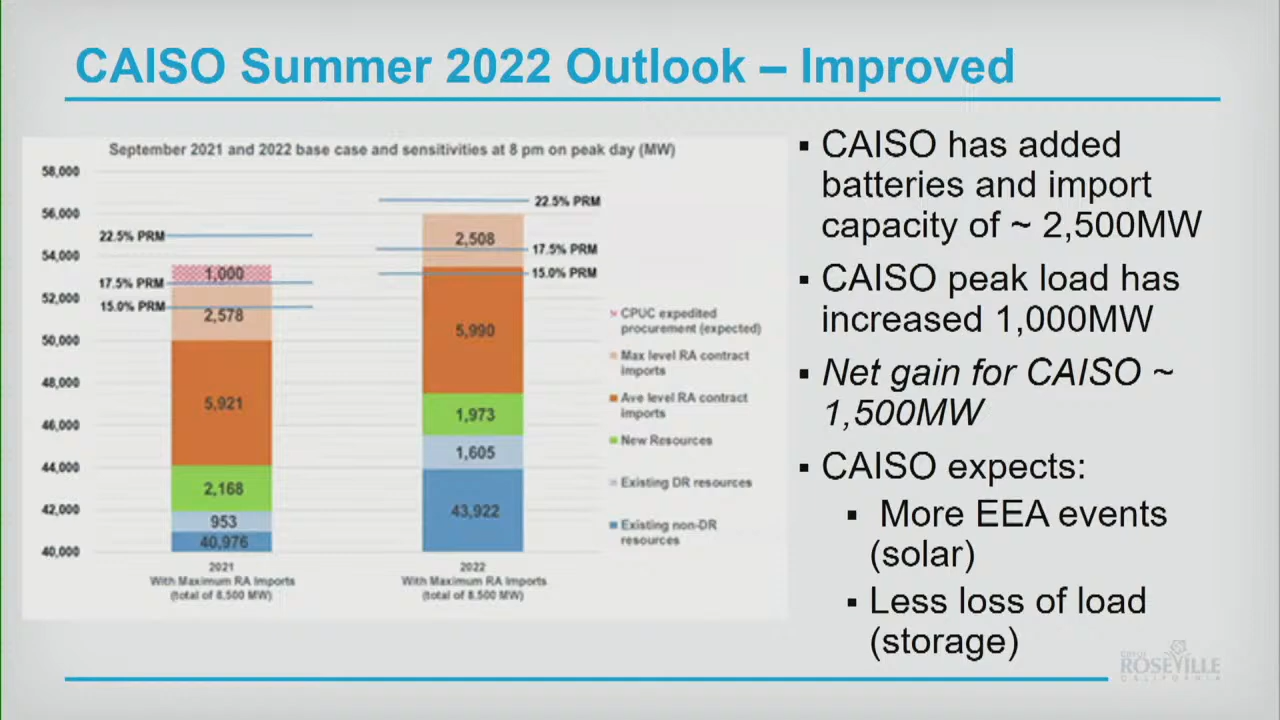 CAISO Summer 2022 Outlook – Improved
September 2021 and 2022 base case and sensitivities at 8 pm on peak day (MW)
58,000
56,000
54,000
52,000
50,000
48,000
46,000
44,000
42,000
40,000
22.5% PRM
17.5% PRM
15.0% PRM
1,000
2,578
5,921
2,168
953
40,976
2021
With Maximum RA Imports
(total of 8,500 MW)
22.5% PRM
17.5% PRM
15.0% PRM
2,508
5,990
1,973
1,605
43,922
2022
With Maximum RA Imports
(total of 8,500 MW)
CPUC expedited
procurement (expected)
Max level RA contract
imports
Ave level RA contract
imports
New Resources
Existing DR resources
Existing non-DR
resources
▪ CAISO has added
batteries and import
capacity of ~ 2,500MW
▪ CAISO peak load has
increased 1,000MW
▪ Net gain for CAISO ~
1,500MW
▪ CAISO expects:
▪ More EEA events
(solar)
▪ Less loss of load
(storage)
CITY OF
ROSEVILLE
CALIFORNIA